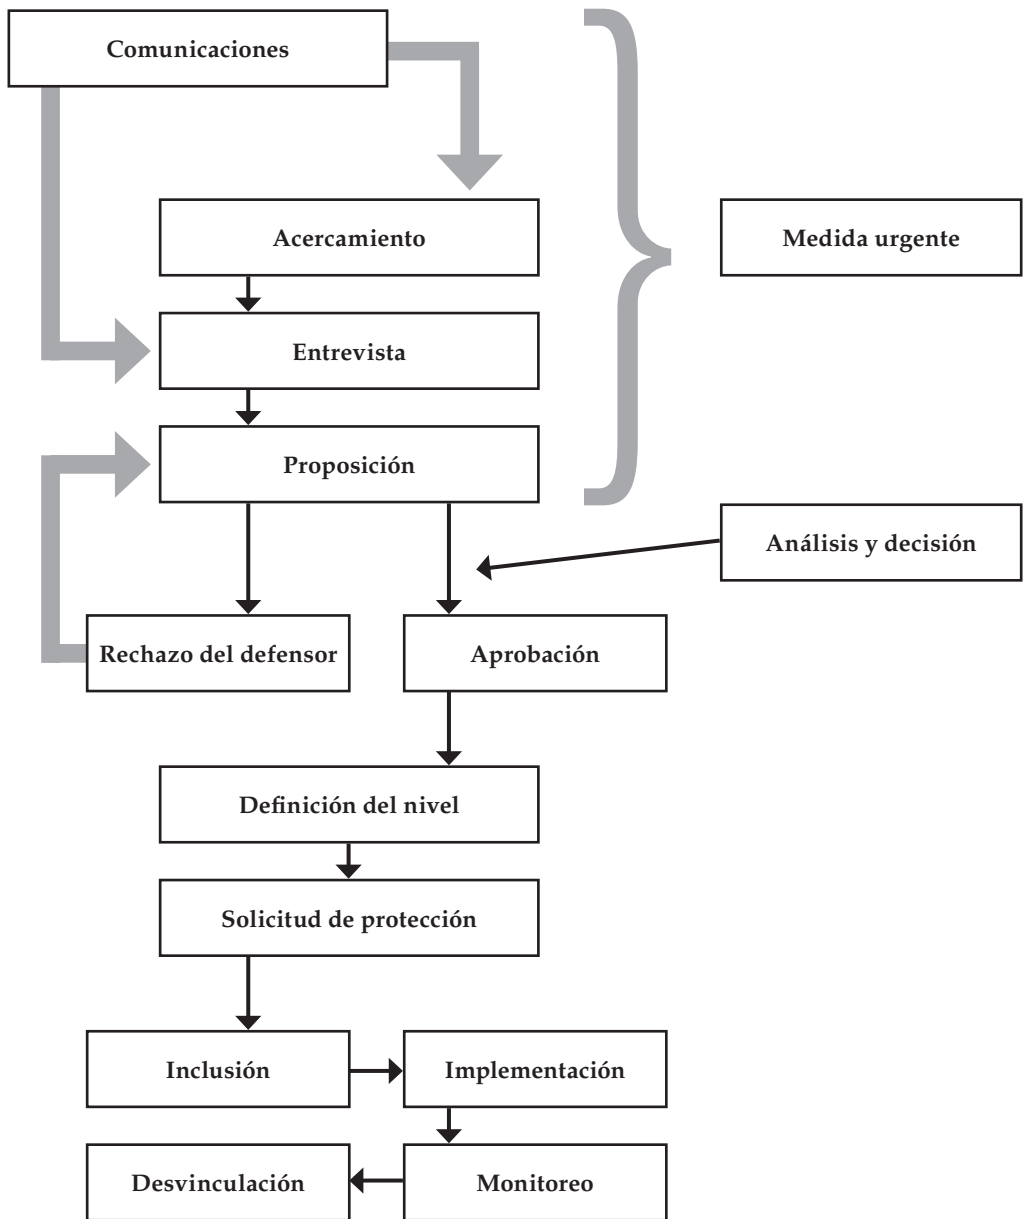 Comunicaciones
Acercamiento
Medida urgente
Entrevista
Proposición
Análisis y decisión
Rechazo del defensor
Aprobación
Definición del nivel
Solicitud de protección
Inclusión
Implementación
Desvinculación
Monitoreo